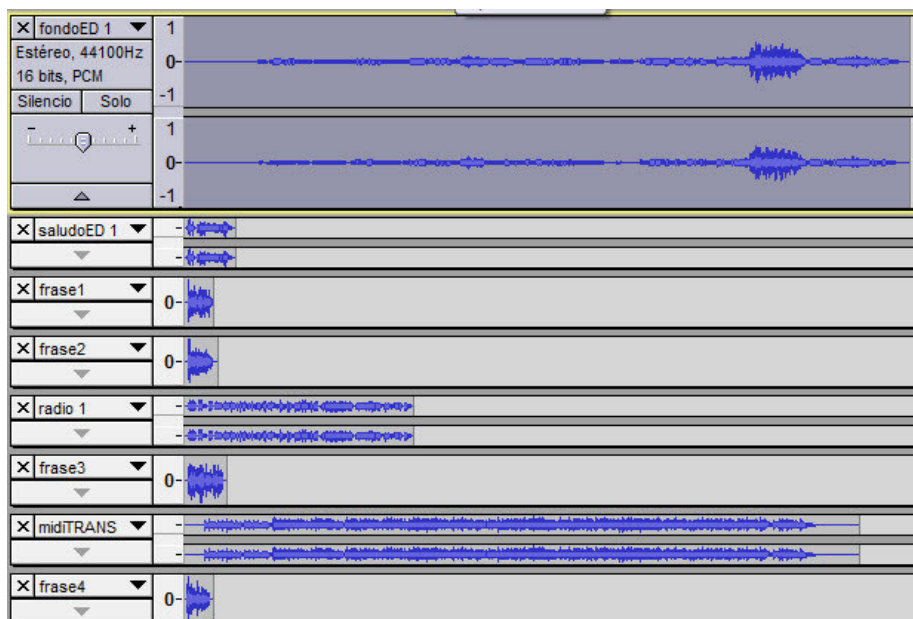 X fondoED 1
Estéreo, 44100Hz
16 bits, PCM
Silencio Solo
- +
1
0-
-1
1
0-
-1
X saludoED 1
X frase1
0-
X frase2
0-
X radio 1
X frase3
0-
X midiTRANS
X frase4
0-